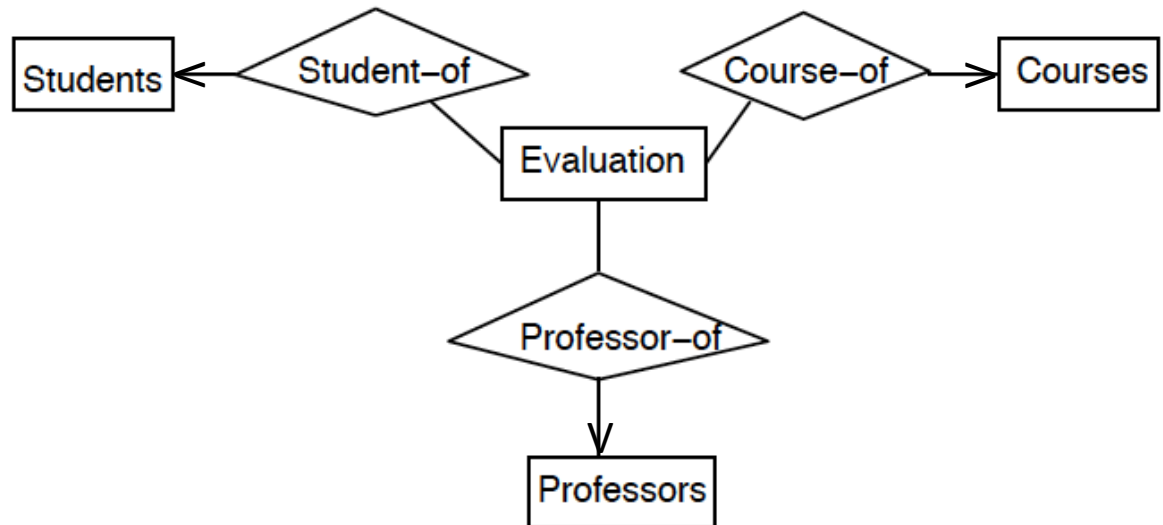 Students
Student–of
Course–of
Courses
Evaluation
Professor–of
Professors